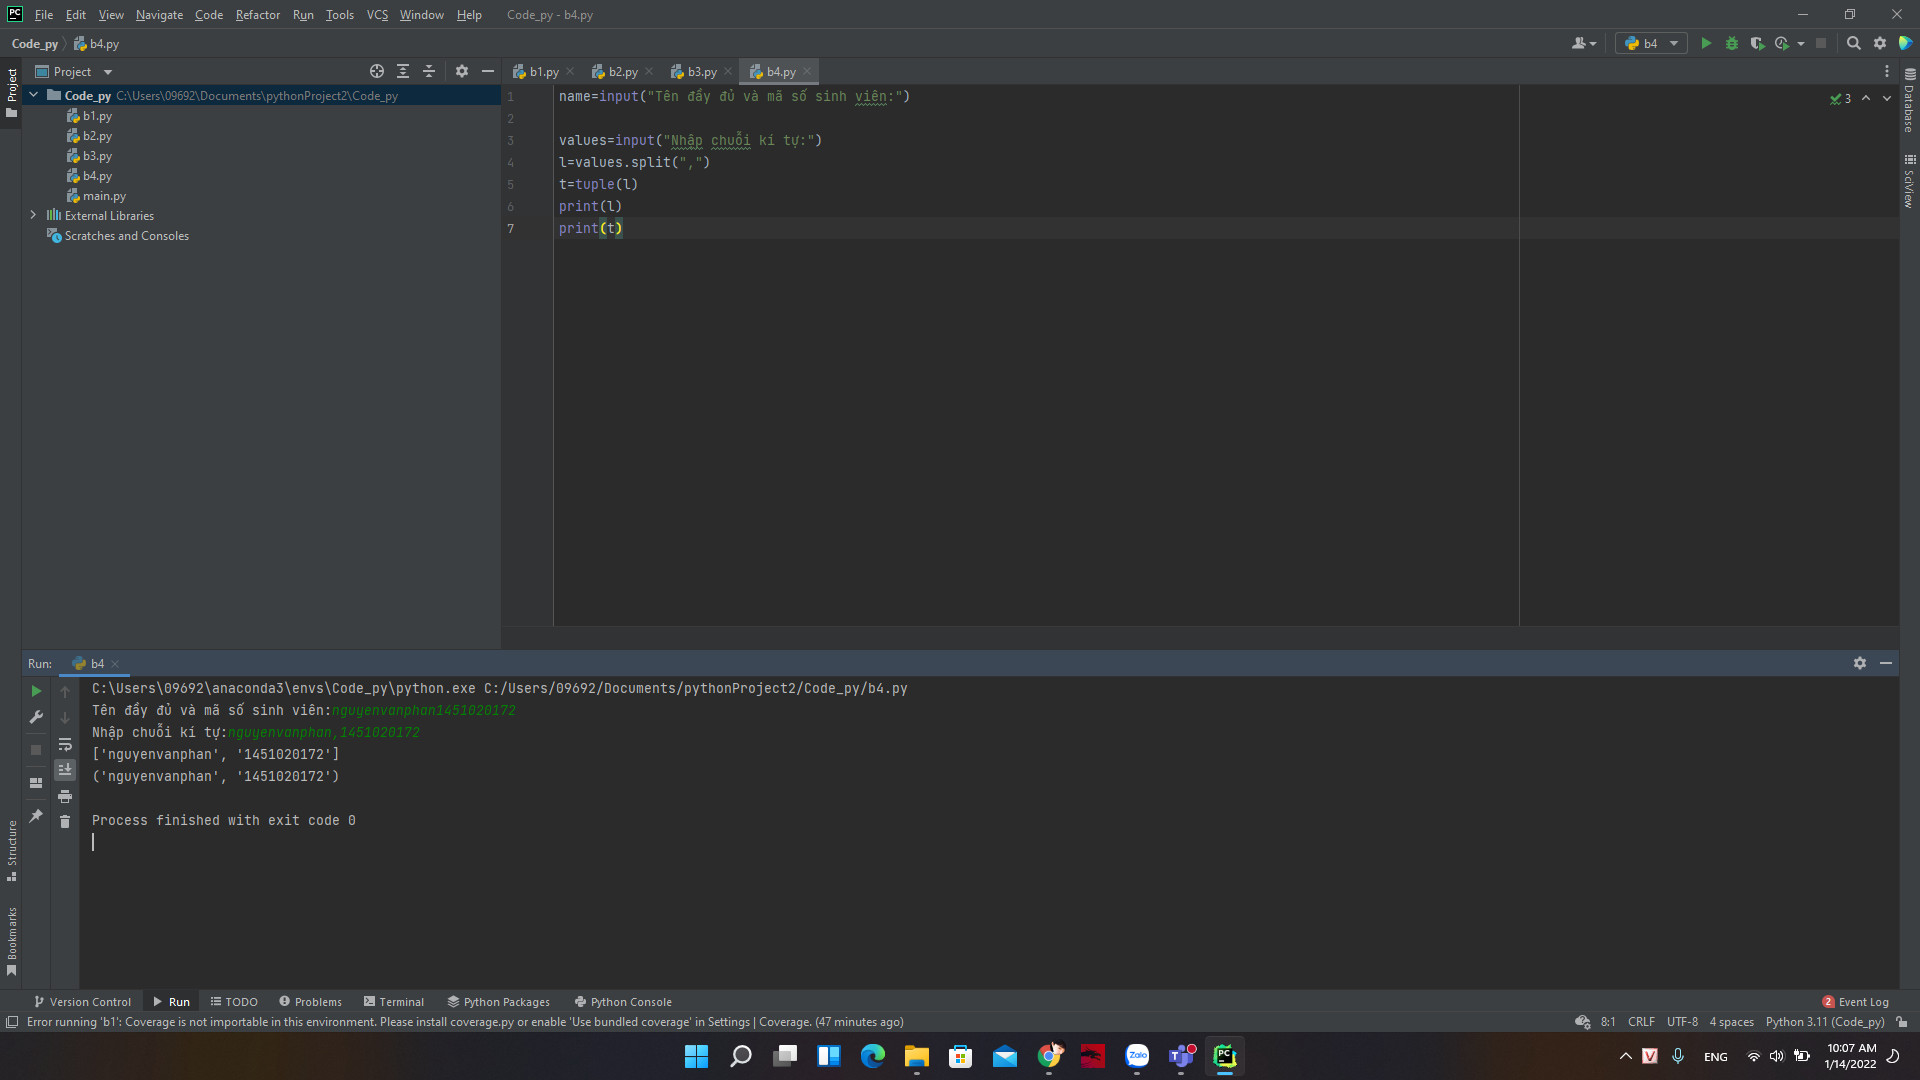 File Edit View Navigate Code Refactor Run Tools VCS Window Help Code_py - b4.py
Code_py b4.py
b4
Project
Project
b1.py b2.py b3.py b4.py
Code_py C:\Users\09692\Documents\pythonProject2\Code_py
b1.py
b2.py
b3.py
b4.py
main.py
External Libraries
Scratches and Consoles
1 name=input("Tên đầy đủ và mã số sinh viên:")
2
3 values=input("Nhập chuỗi kí tự:")
4 l=values.split(",")
5 t=tuple(l)
6 print(l)
7 print(t)
3
Database
SciView
Run: b4
C:\Users\09692\anaconda3\envs\Code_py\python.exe C:/Users/09692/Documents/pythonProject2/Code_py/b4.py
Tên đầy đủ và mã số sinh viên:nguyenvanphan1451020172
Nhập chuỗi kí tự:nguyenvanphan,1451020172
['nguyenvanphan', '1451020172']
('nguyenvanphan', '1451020172')
Process finished with exit code 0
Structure
Bookmarks
Version Control Run TODO Problems Terminal Python Packages Python Console 2 Event Log
Error running 'b1': Coverage is not importable in this environment. Please install coverage.py or enable 'Use bundled coverage' in Settings | Coverage. (47 minutes ago) 8:1 CRLF UTF-8 4 spaces Python 3.11 (Code_py)
PC
Zalo
T
PC
V
ENG
10:07 AM
1/14/2022